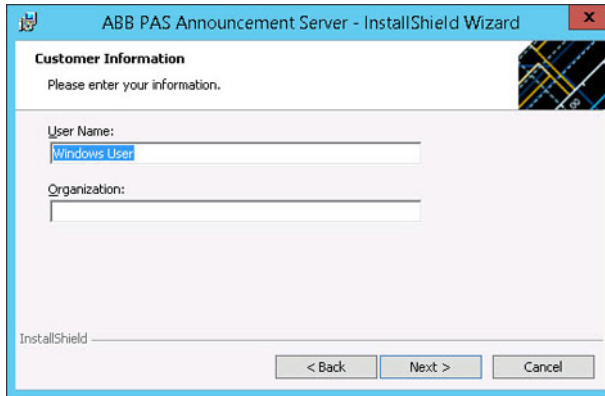 ABB PAS Announcement Server - InstallShield Wizard
x
Customer Information
Please enter your information.
User Name:
Windows User
Organization:
InstallShield
< Back Next > Cancel